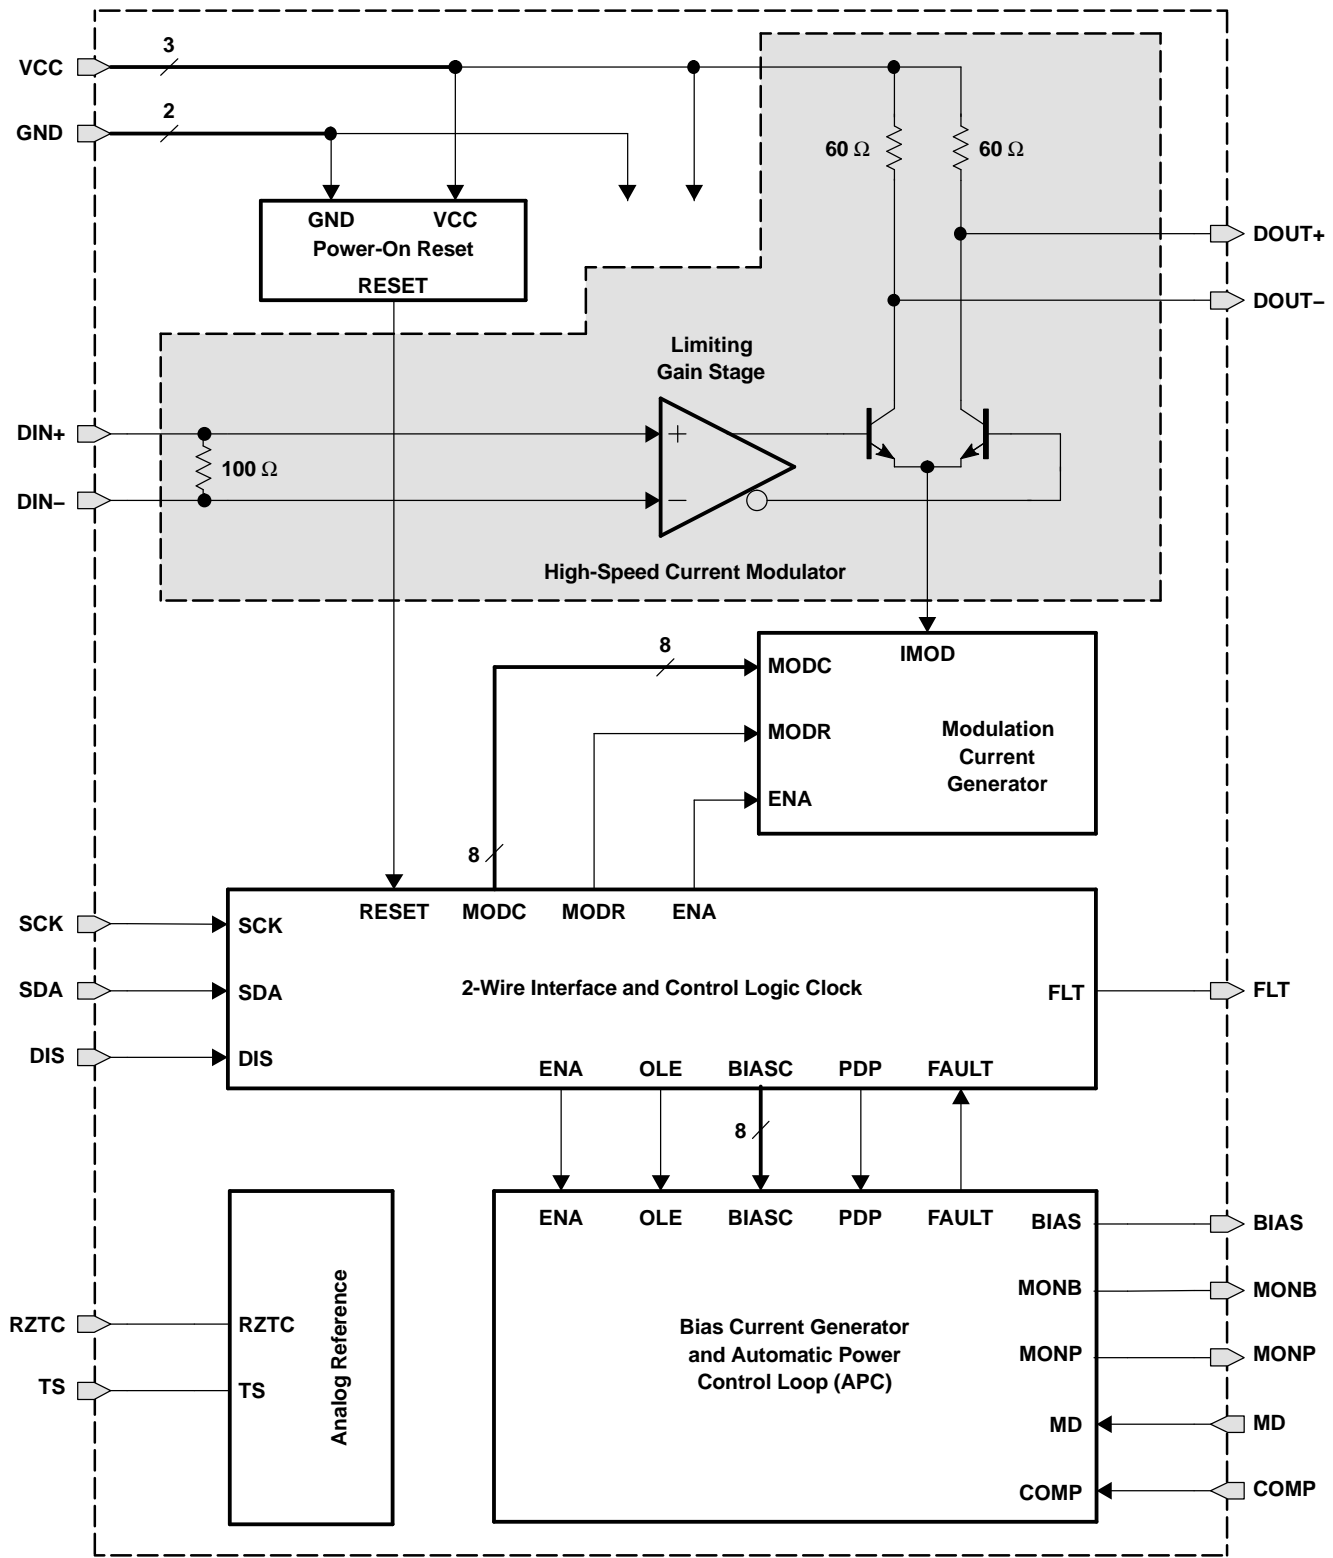 3
VCC
2
GND
60 Ω
60 Ω
GND
VCC
Power-On Reset
RESET
DOUT+
DOUT–
Limiting
Gain Stage
DIN+
+
100 Ω
DIN–
–
High-Speed Current Modulator
8
IMOD
MODC
MODR
Modulation
Current
Generator
ENA
8
RESET
MODC
MODR
ENA
SCK
SCK
SDA
SDA
2-Wire Interface and Control Logic Clock
FLT
FLT
DIS
DIS
ENA
OLE
BIASC
PDP
FAULT
8
ENA
OLE
BIASC
PDP
FAULT
BIAS
BIAS
MONB
MONB
RZTC
RZTC
Analog Reference
Bias Current Generator
and Automatic Power
Control Loop (APC)
MONP
MONP
TS
TS
MD
MD
COMP
COMP